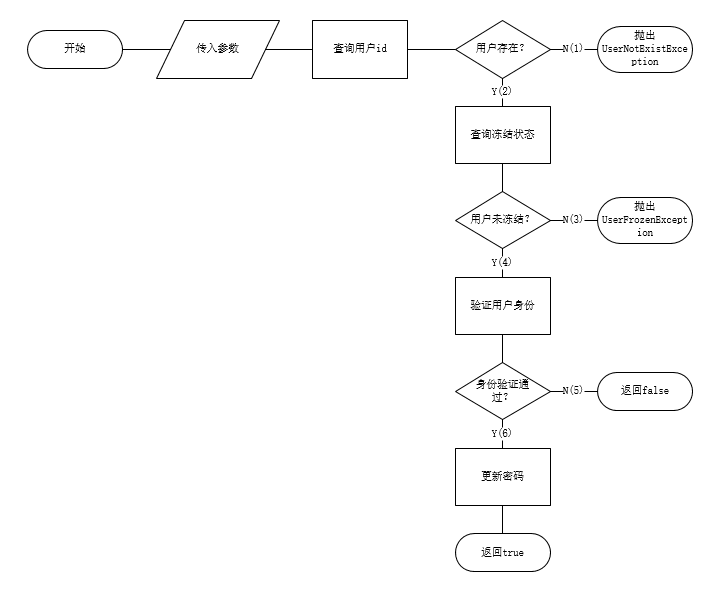 开始
传入参数
查询用户id
用户存在？
N(1)
抛出
UserNotExistExce
ption
Y(2)
查询冻结状态
用户未冻结？
N(3)
抛出
UserFrozenExcept
ion
Y(4)
验证用户身份
身份验证通
过？
N(5)
返回false
Y(6)
更新密码
返回true